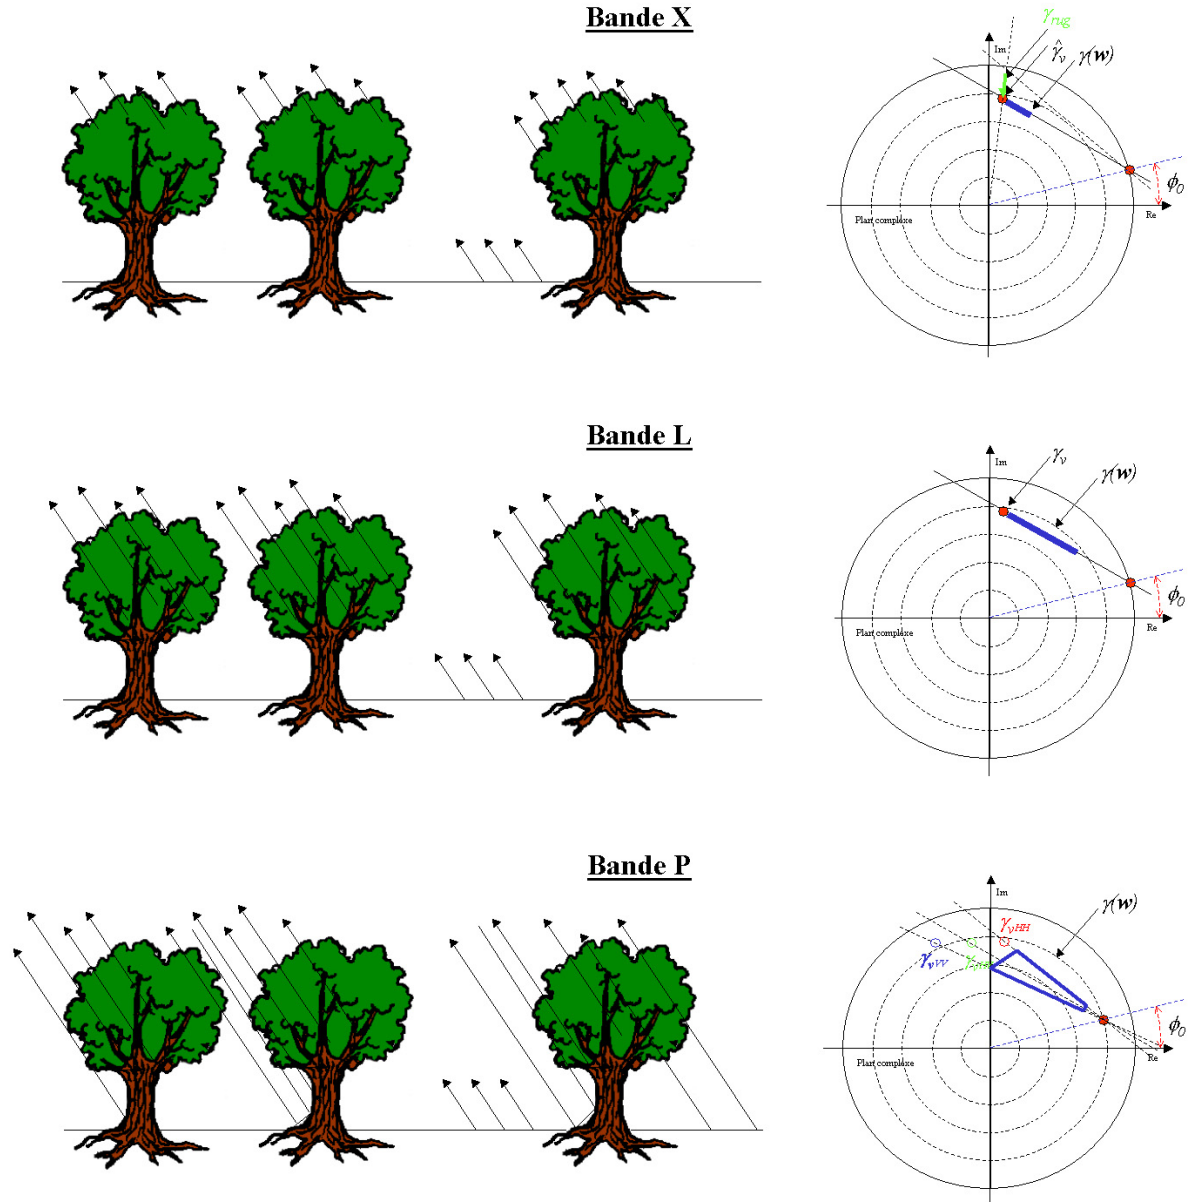 Bande X
γrug
Im
γ̂v
γ(w)
ϕ0
Plan complexe
Re
Bande L
γv
Im
γ(w)
ϕ0
Plan complexe
Re
Bande P
Im
γ(w)
γvHH
γvVV
ϕ0
Plan complexe
Re